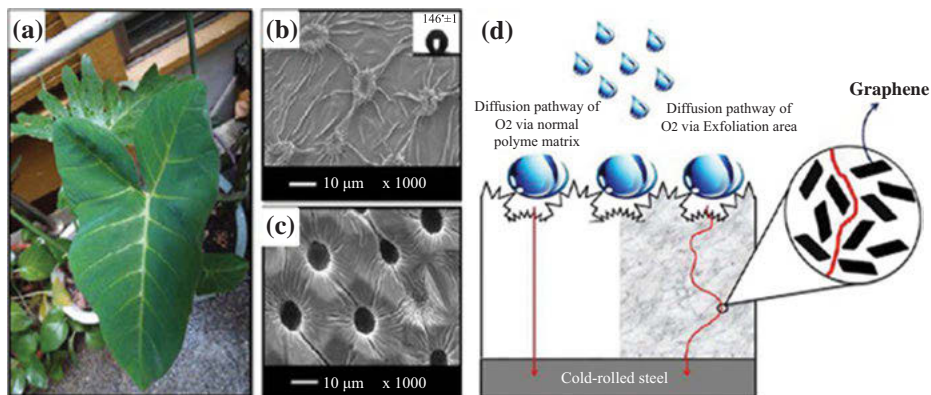 (a)
(b)
146°±1
10 μm x 1000
(c)
10 μm x 1000
(d)
Diffusion pathway of
O2 via normal
polyme matrix
Diffusion pathway of
O2 via Exfoliation area
Graphene
Cold-rolled steel